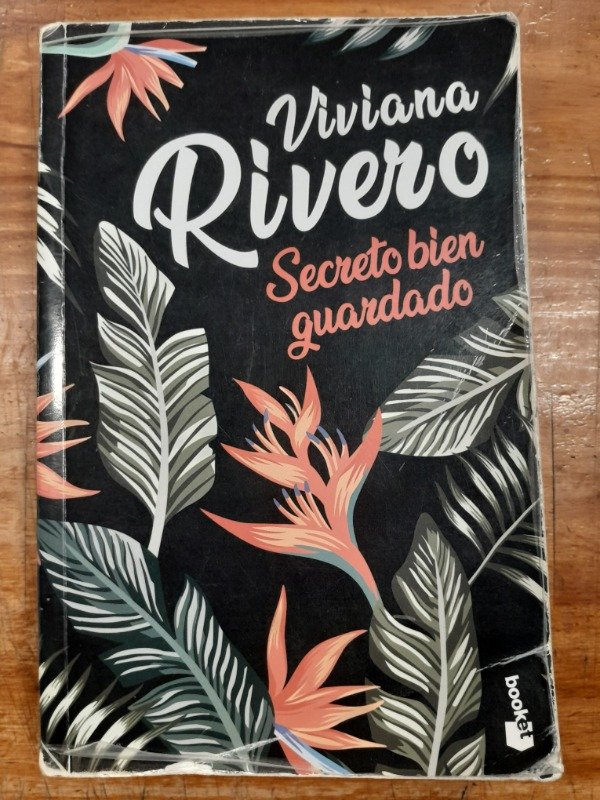 Viviana
Rivero
Secreto bien
guardado
booket